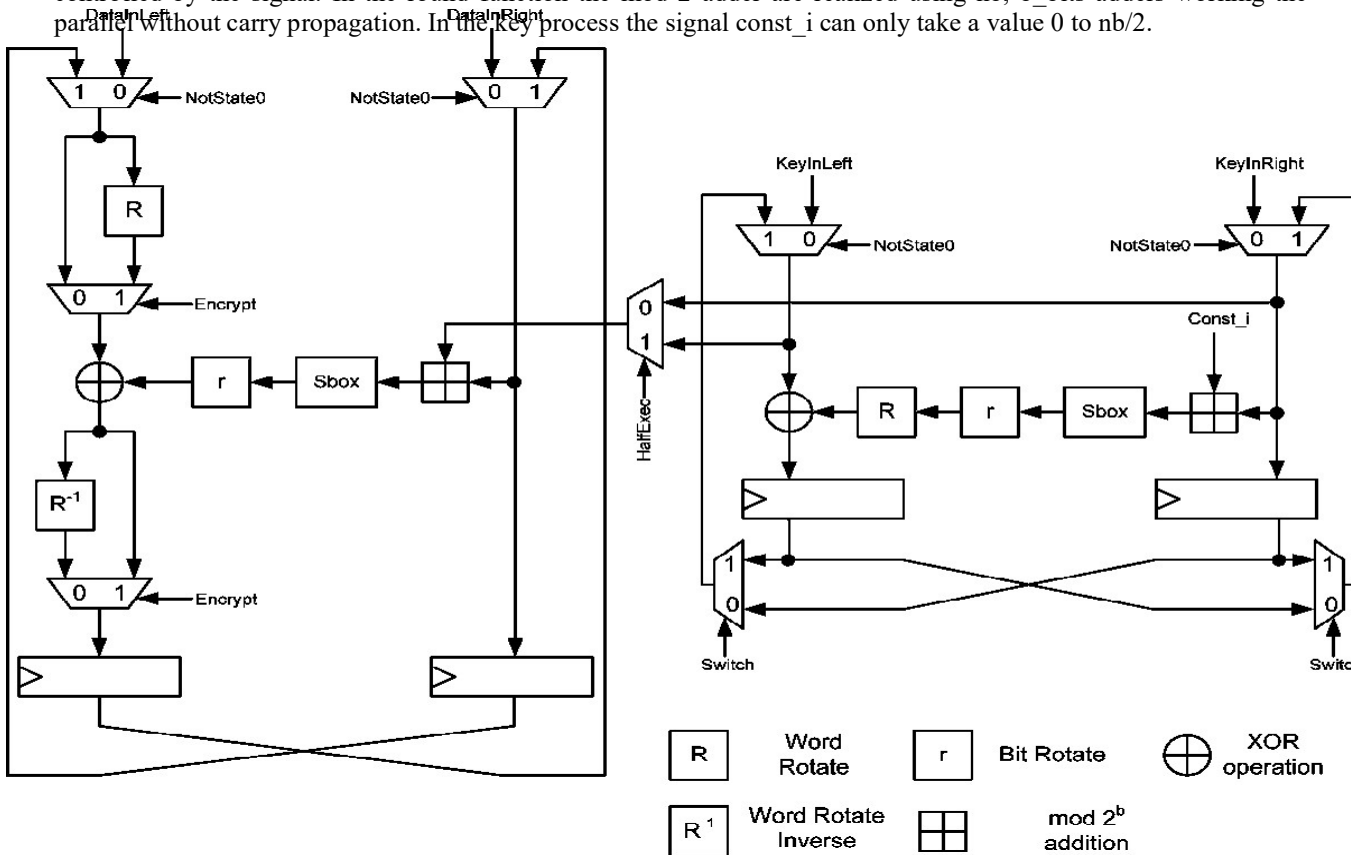 parallel without carry propagation. In the key process the signal const_i can only take a value 0 to nb/2.
DataInLeft DataInRight
1 0 NotState0 NotState0 0 1
KeyInLeft KeyInRight
R
1 0 NotState0 NotState0 0 1
0 1 Encrypt
0
1
Const_i
r Sbox
HalfExec
R r Sbox
R-1
1 1
0 1 Encrypt
0 0
Switch Switc
R Word Rotate r Bit Rotate XOR operation
R 1 Word Rotate Inverse mod 2b addition